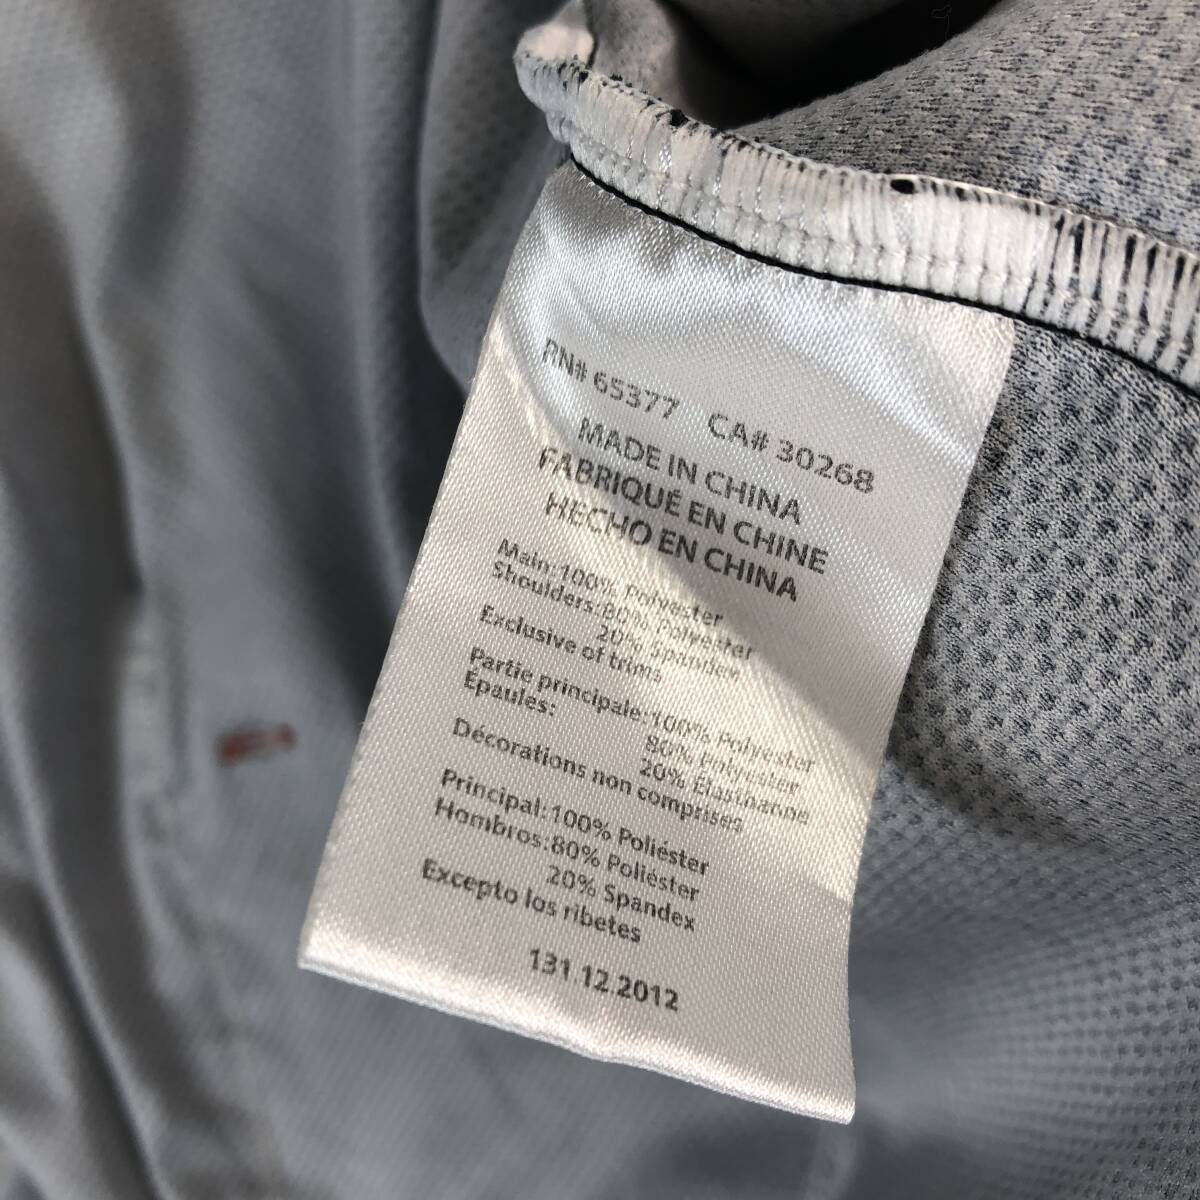 RN# 65377 CA# 30268
MADE IN CHINA
FABRIQUÉ EN CHINE
HECHO EN CHINA
Main:100% Polyester
Shoulders:80% Polyester
20% Spandex
Exclusive of trims
Partie principale:100% Polyester
Épaules: 80% Polyester
20% Élasthanne
Décorations non comprises
Principal:100% Poliéster
Hombros:80% Poliéster
20% Spandex
Excepto los ribetes
131.12.2012